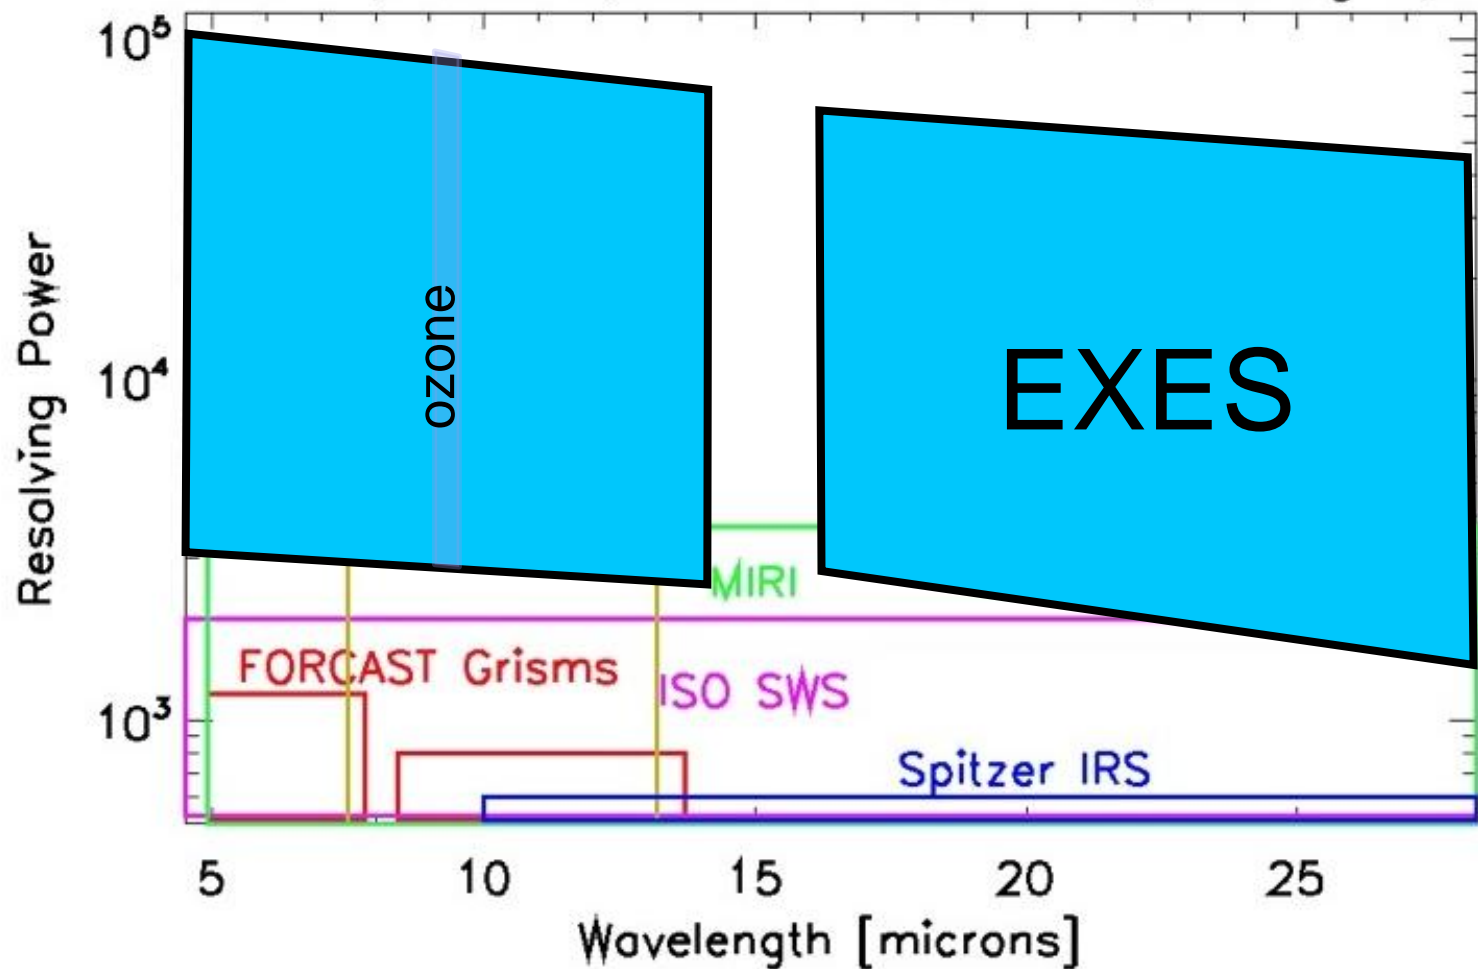 10⁵
10⁴
10³
Resolving Power
ozone
EXES
MIRI
FORCAST Grisms
ISO SWS
Spitzer IRS
5 10 15 20 25
Wavelength [microns]